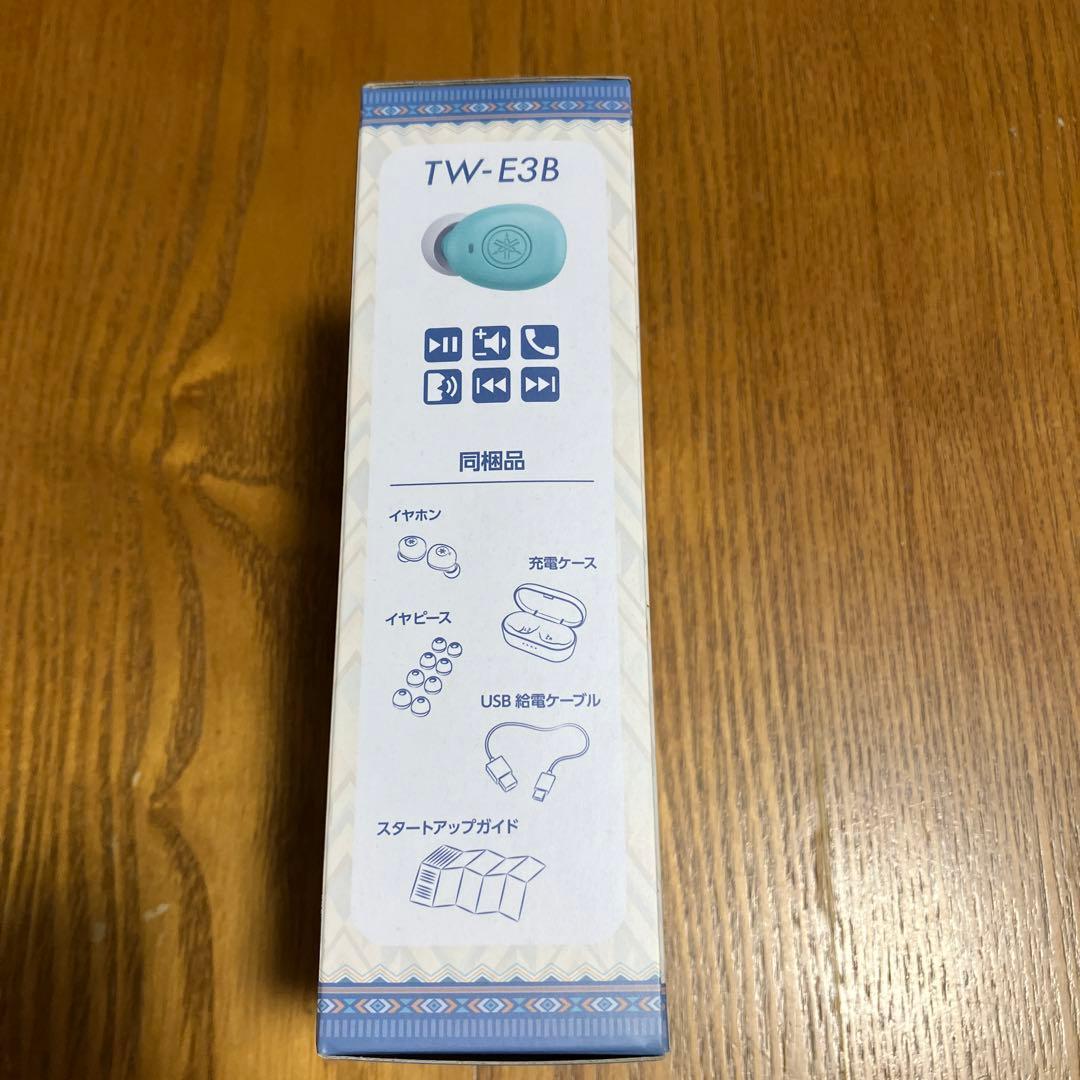 TW-E3B
同梱品
イヤホン
充電ケース
イヤピース
USB 給電ケーブル
スタートアップガイド